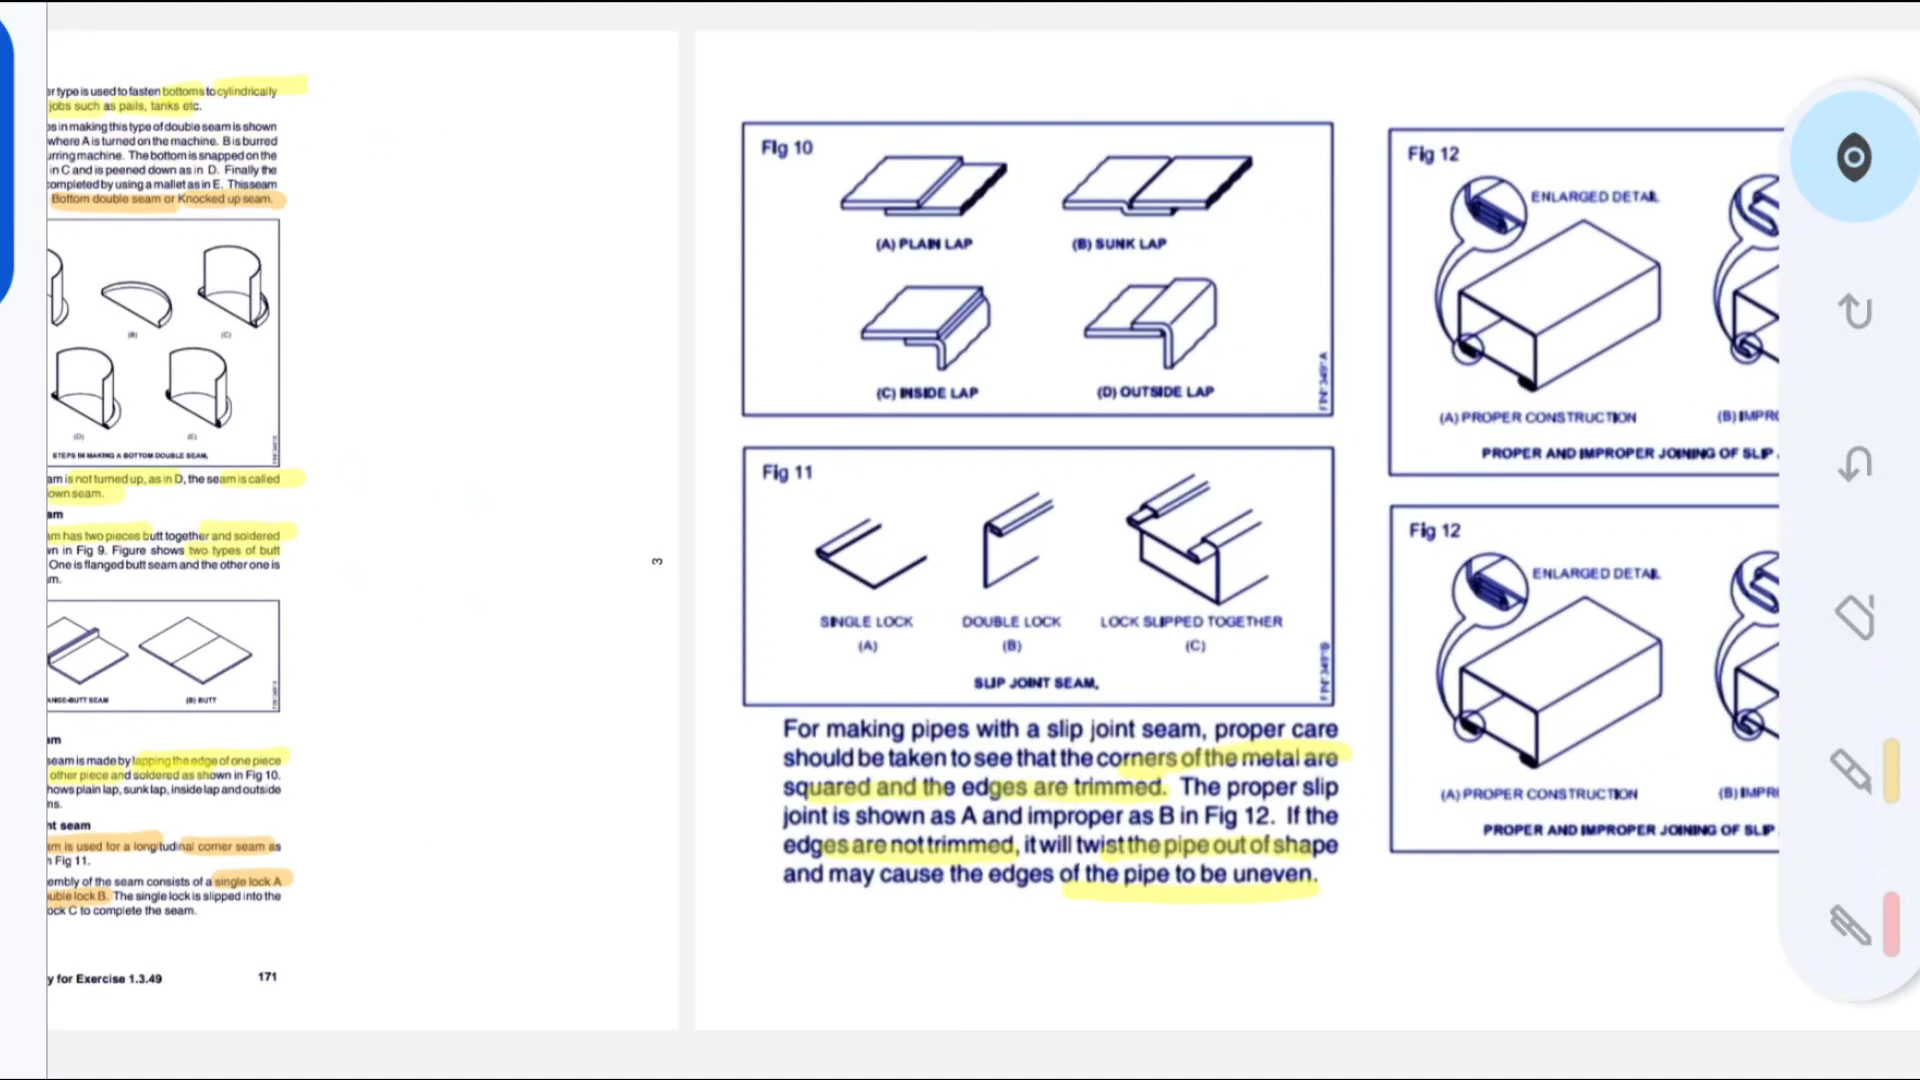 er type is used to fasten bottoms to cylindrically
jobs such as pails, tanks etc.
in making this type of double seam is shown
where A is turned on the machine. B is burred
machine. The bottom is snapped on the
in C and is peened down as in D. Finally the
completed by using a mallet as in E. This seam
Bottom double seam or Knocked up seam.
(B)
(C)
(D)
(E)
STEPS IN MAKING A BOTTOM DOUBLE SEAM,
am is not turned up, as in D, the seam is called
own seam.
am
m has two pieces butt together and soldered
n in Fig 9. Figure shows two types of butt
One is flanged butt seam and the other one is
m.
ANGE-BUTT SEAM
(B) BUTT
am
seam is made by lapping the edge of one piece
other piece and soldered as shown in Fig 10.
hows plain lap, sunk lap, inside lap and outside
ms.
nt seam
am is used for a longitudinal corner seam as
Fig 11.
embly of the seam consists of a single lock A
uble lock B. The single lock is slipped into the
ock C to complete the seam.
y for Exercise 1.3.49
171
3
Fig 10
(A) PLAIN LAP
(B) SUNK LAP
(C) INSIDE LAP
(D) OUTSIDE LAP
Fig 11
SINGLE LOCK
(A)
DOUBLE LOCK
(B)
LOCK SLIPPED TOGETHER
(C)
SLIP JOINT SEAM,
For making pipes with a slip joint seam, proper care
should be taken to see that the corners of the metal are
squared and the edges are trimmed. The proper slip
joint is shown as A and improper as B in Fig 12. If the
edges are not trimmed, it will twist the pipe out of shape
and may cause the edges of the pipe to be uneven.
Fig 12
ENLARGED DETAIL
(A) PROPER CONSTRUCTION
(B) IMPRO
PROPER AND IMPROPER JOINING OF SLIP
Fig 12
ENLARGED DETAIL
(A) PROPER CONSTRUCTION
(B) IMPR
PROPER AND IMPROPER JOINING OF SLIP